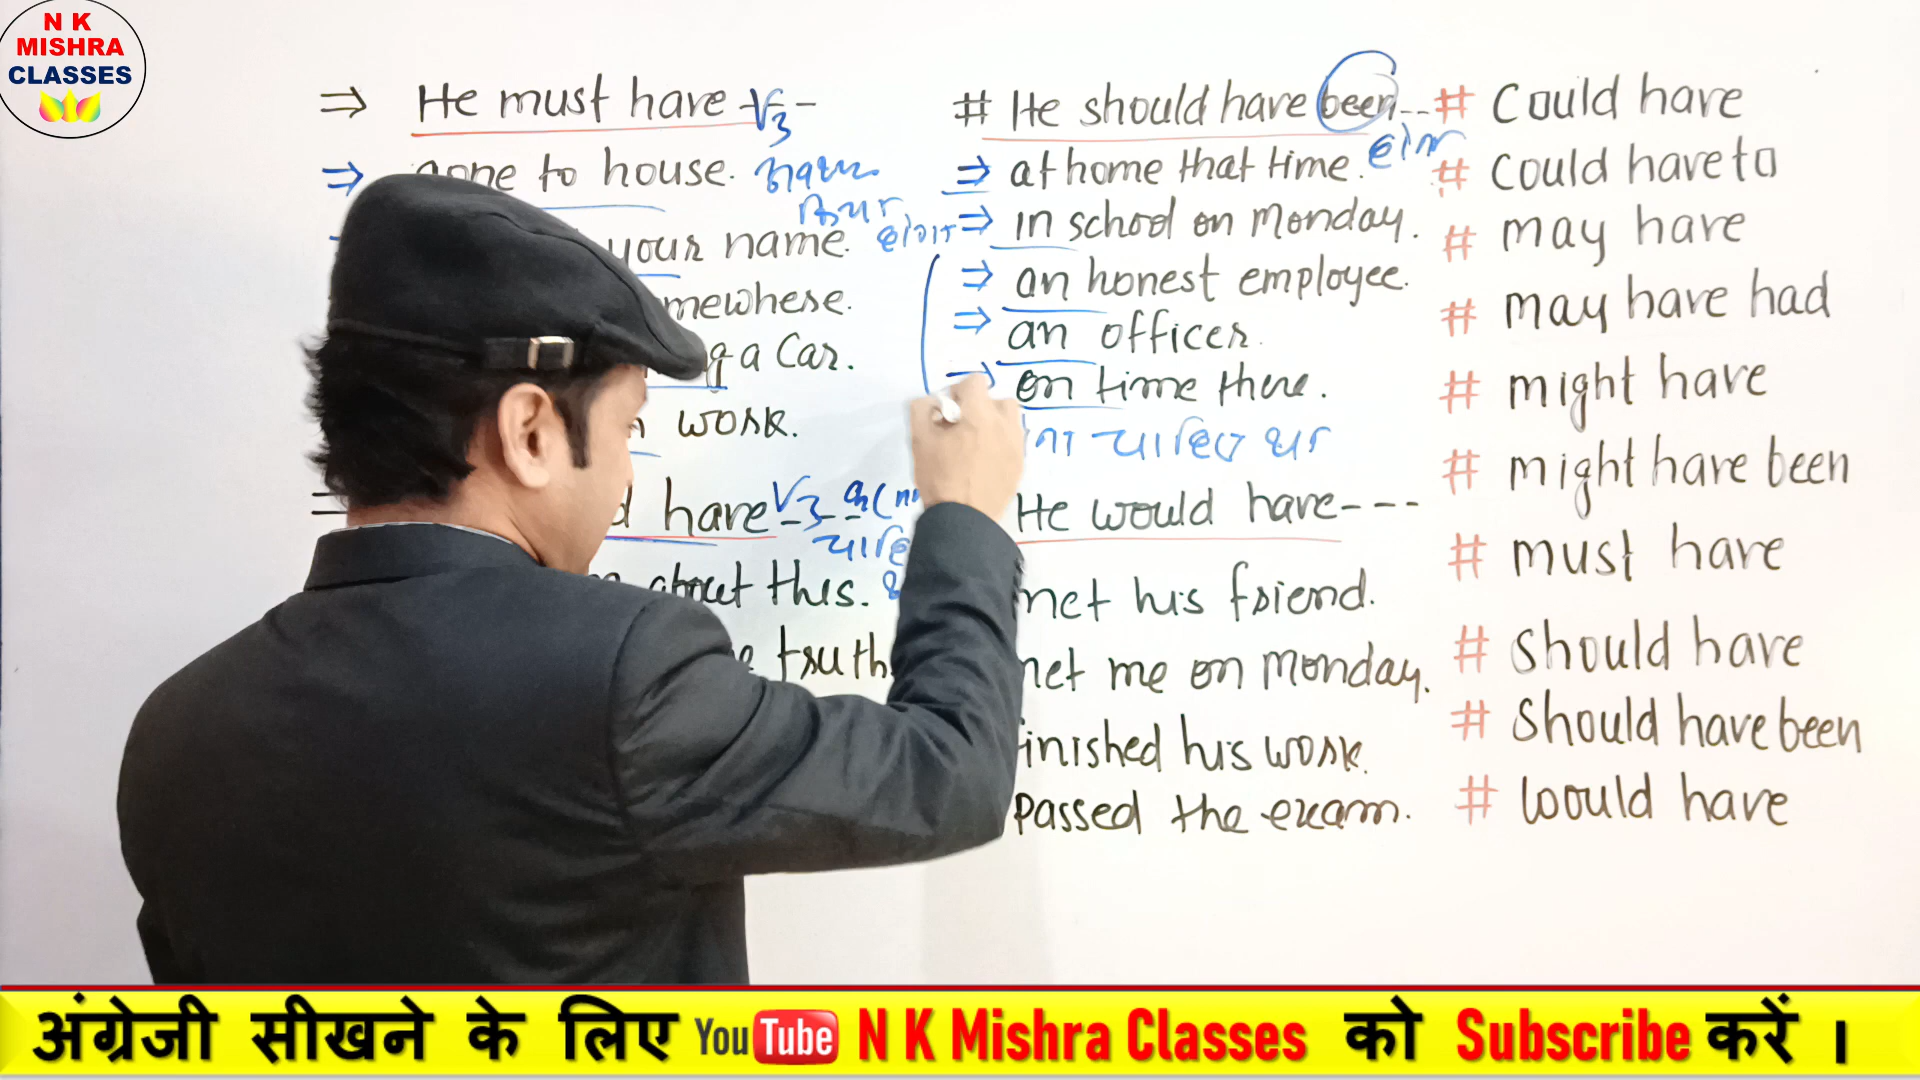 N K
MISHRA
CLASSES
⇒ He must have - V3 -
⇒ gone to house.
your name.
a Car.
work.
have V3
about this.
truth
# He should have been --
⇒ at home that time.
⇒ in school on Monday.
⇒ an honest employee.
⇒ an officer.
⇒ on time there.
चाहिए था
He would have - - -
met his friend.
met me on Monday.
finished his work.
Passed the exam.
# Could have
# Could have to
# may have
# may have had
# might have
# might have been
# must have
# should have
# Should have been
# Would have
अंग्रेजी सीखने के लिए YouTube N K Mishra Classes को Subscribe करें ।